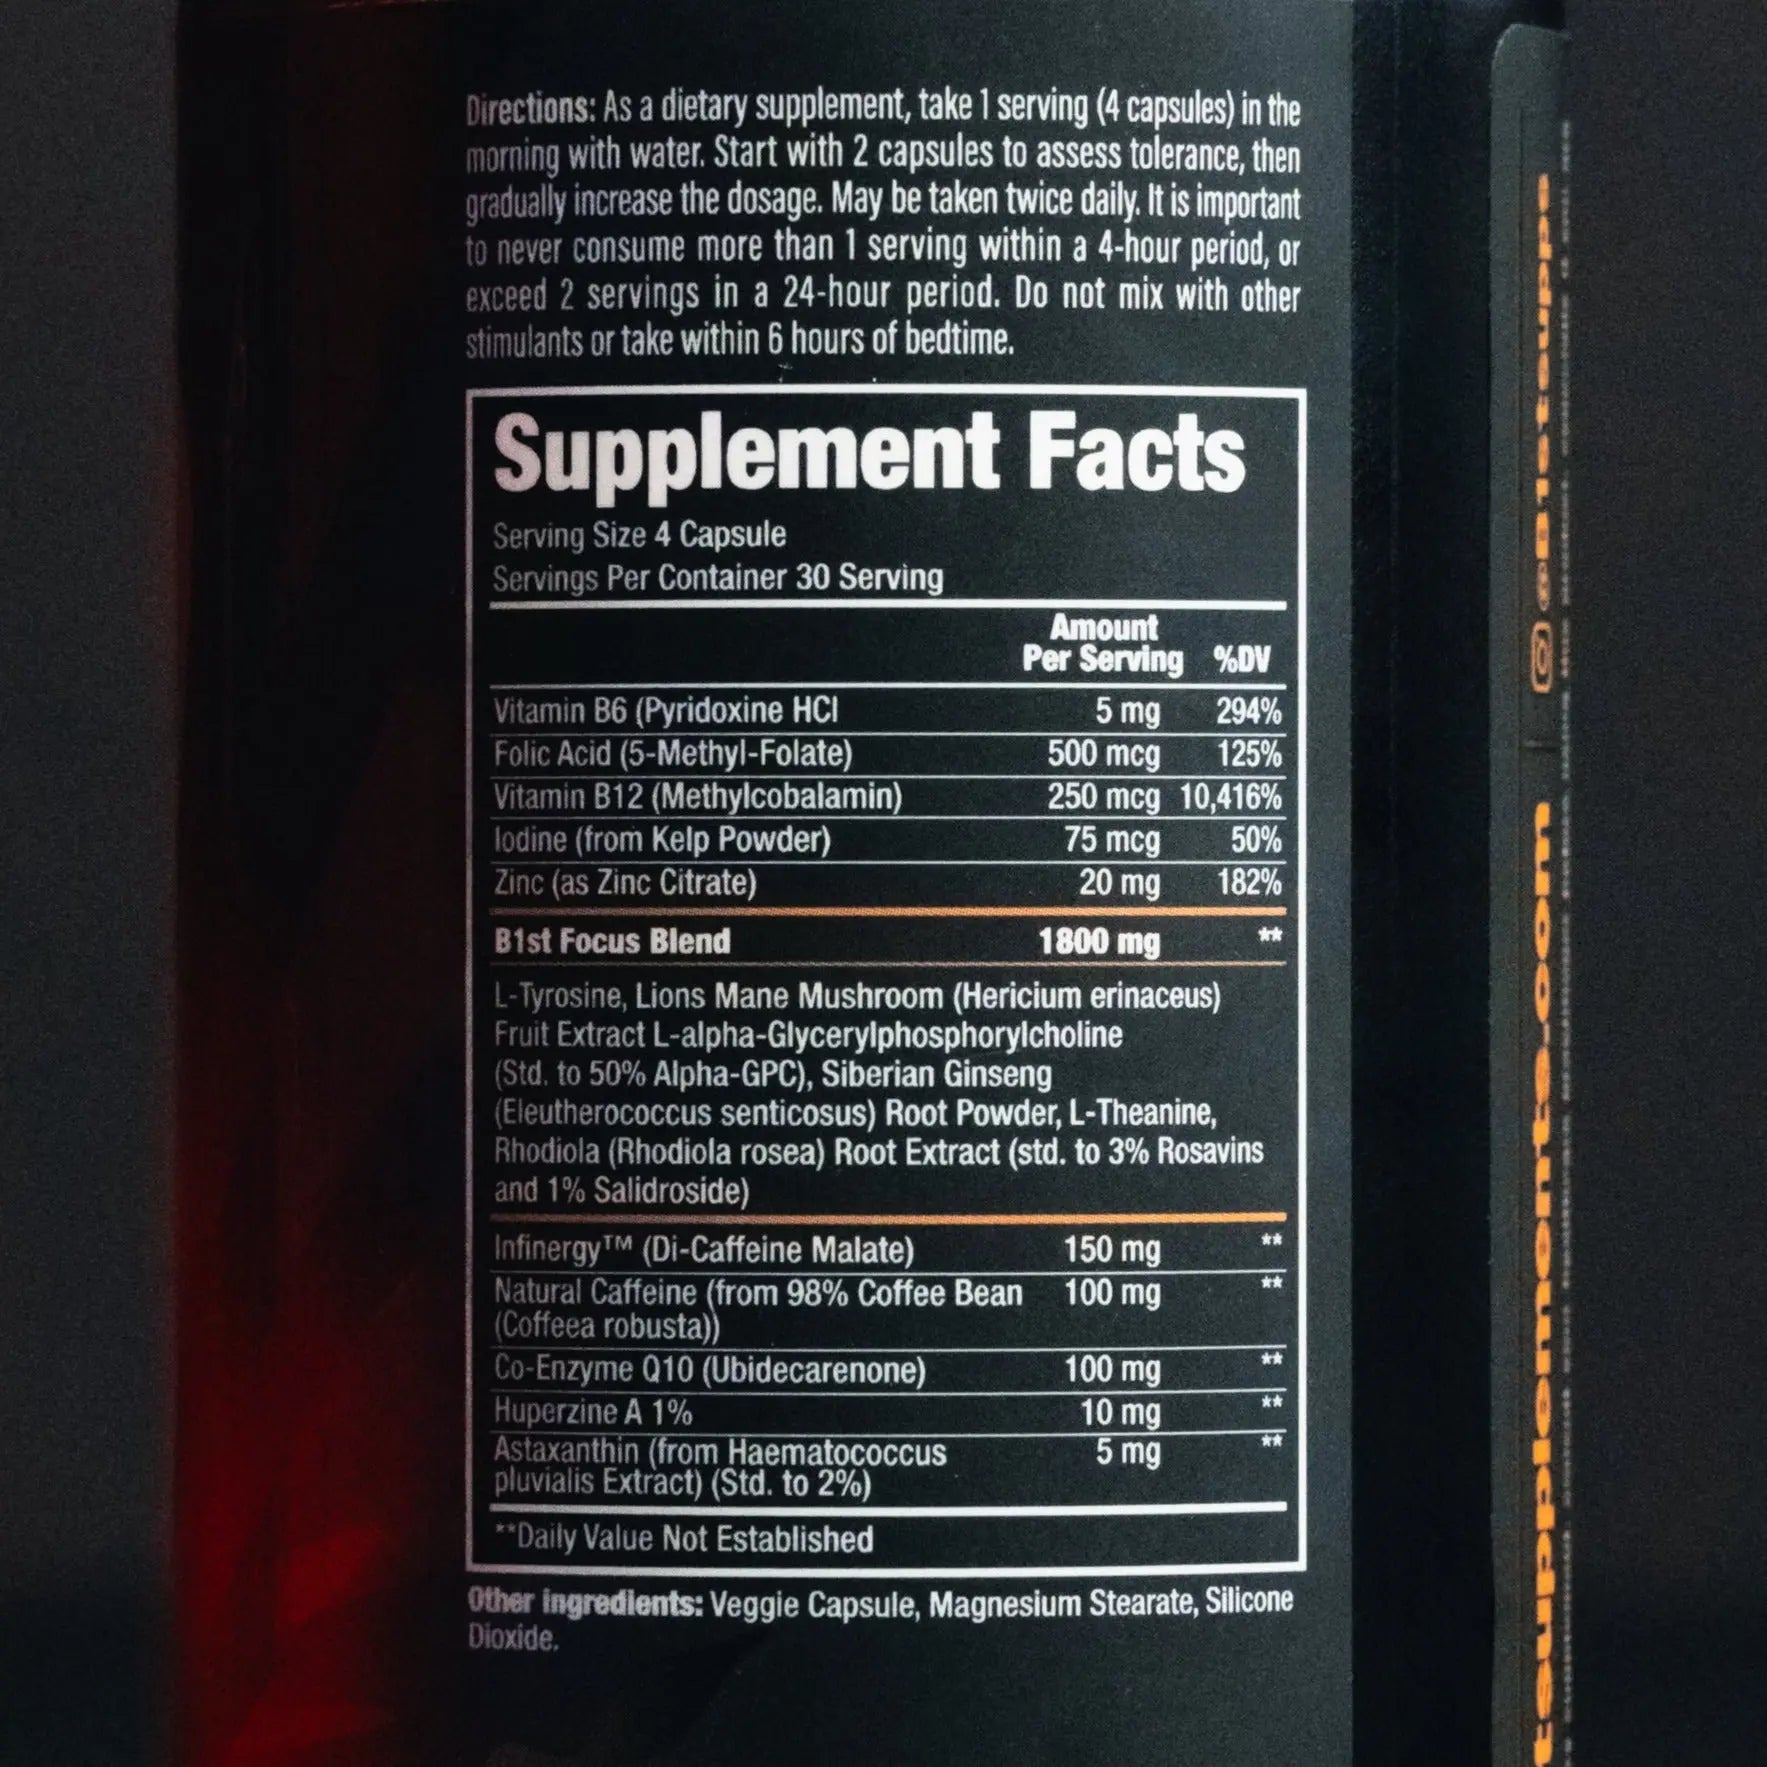 Directions: As a dietary supplement, take 1 serving (4 capsules) in the
morning with water. Start with 2 capsules to assess tolerance, then
gradually increase the dosage. May be taken twice daily. It is important
to never consume more than 1 serving within a 4-hour period, or
exceed 2 servings in a 24-hour period. Do not mix with other
stimulants or take within 6 hours of bedtime.
Supplement Facts
Serving Size 4 Capsule
Servings Per Container 30 Serving
Amount
Per Serving %DV
Vitamin B6 (Pyridoxine HCl 5 mg 294%
Folic Acid (5-Methyl-Folate) 500 mcg 125%
Vitamin B12 (Methylcobalamin) 250 mcg 10,416%
Iodine (from Kelp Powder) 75 mcg 50%
Zinc (as Zinc Citrate) 20 mg 182%
B1st Focus Blend 1800 mg **
L-Tyrosine, Lions Mane Mushroom (Hericium erinaceus)
Fruit Extract L-alpha-Glycerylphosphorylcholine
(Std. to 50% Alpha-GPC), Siberian Ginseng
(Eleutherococcus senticosus) Root Powder, L-Theanine,
Rhodiola (Rhodiola rosea) Root Extract (std. to 3% Rosavins
and 1% Salidroside)
Infinergy™ (Di-Caffeine Malate) 150 mg **
Natural Caffeine (from 98% Coffee Bean 100 mg **
(Coffeea robusta))
Co-Enzyme Q10 (Ubidecarenone) 100 mg **
Huperzine A 1% 10 mg **
Astaxanthin (from Haematococcus 5 mg **
pluvialis Extract) (Std. to 2%)
**Daily Value Not Established
Other ingredients: Veggie Capsule, Magnesium Stearate, Silicone
Dioxide.
tsupplements.com
@B1stsupps